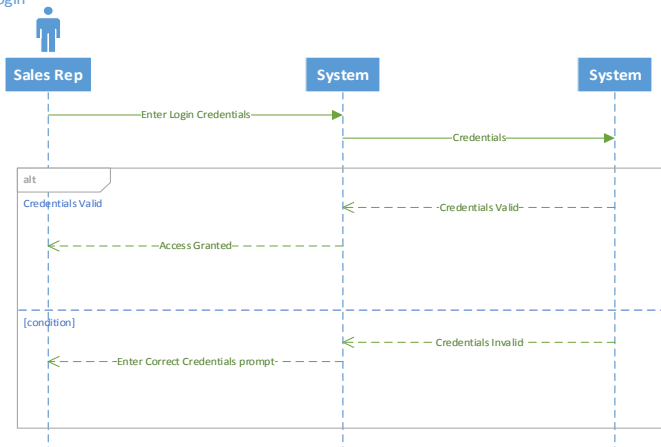 Sales Rep
System
System
Enter Login Credentials
Credentials
alt
Credentials Valid
Credentials Valid
Access Granted
[condition]
Credentials Invalid
Enter Correct Credentials prompt